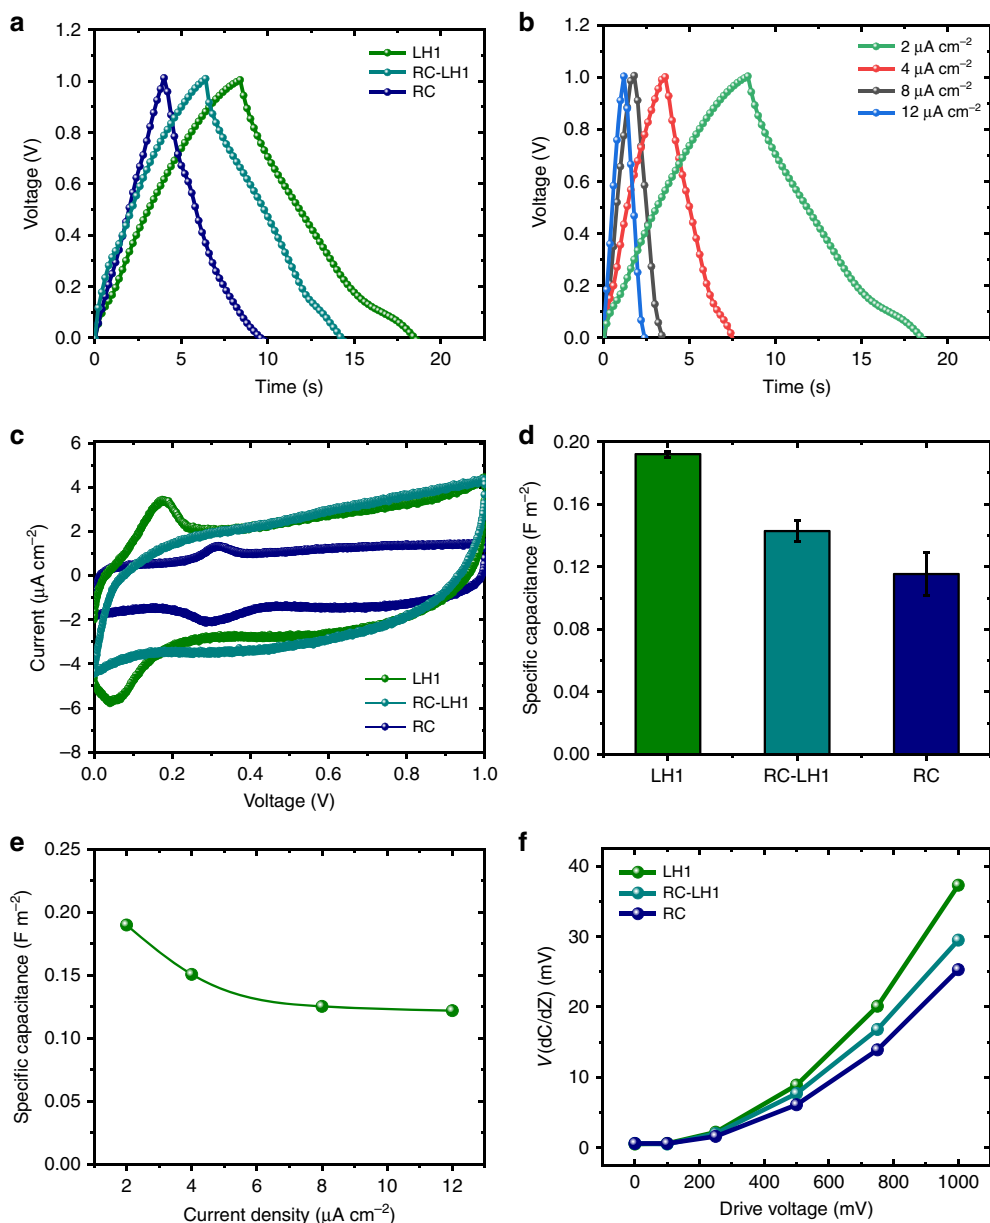 a
1.2
1.0
0.8
0.6
0.4
0.2
0.0
Voltage (V)
LH1
RC-LH1
RC
0 5 10 15 20
Time (s)
b
1.2
1.0
0.8
0.6
0.4
0.2
0.0
Voltage (V)
2 μA cm⁻²
4 μA cm⁻²
8 μA cm⁻²
12 μA cm⁻²
0 5 10 15 20
Time (s)
c
6
4
2
0
−2
−4
−6
−8
Current (μA cm⁻²)
LH1
RC-LH1
RC
0.0 0.2 0.4 0.6 0.8 1.0
Voltage (V)
d
0.20
0.16
0.12
0.08
0.04
0.00
Specific capacitance (F m⁻²)
LH1 RC-LH1 RC
e
0.25
0.20
0.15
0.10
0.05
0.00
Specific capacitance (F m⁻²)
2 4 6 8 10 12
Current density (μA cm⁻²)
f
40
30
20
10
0
V(dC/dZ) (mV)
LH1
RC-LH1
RC
0 200 400 600 800 1000
Drive voltage (mV)